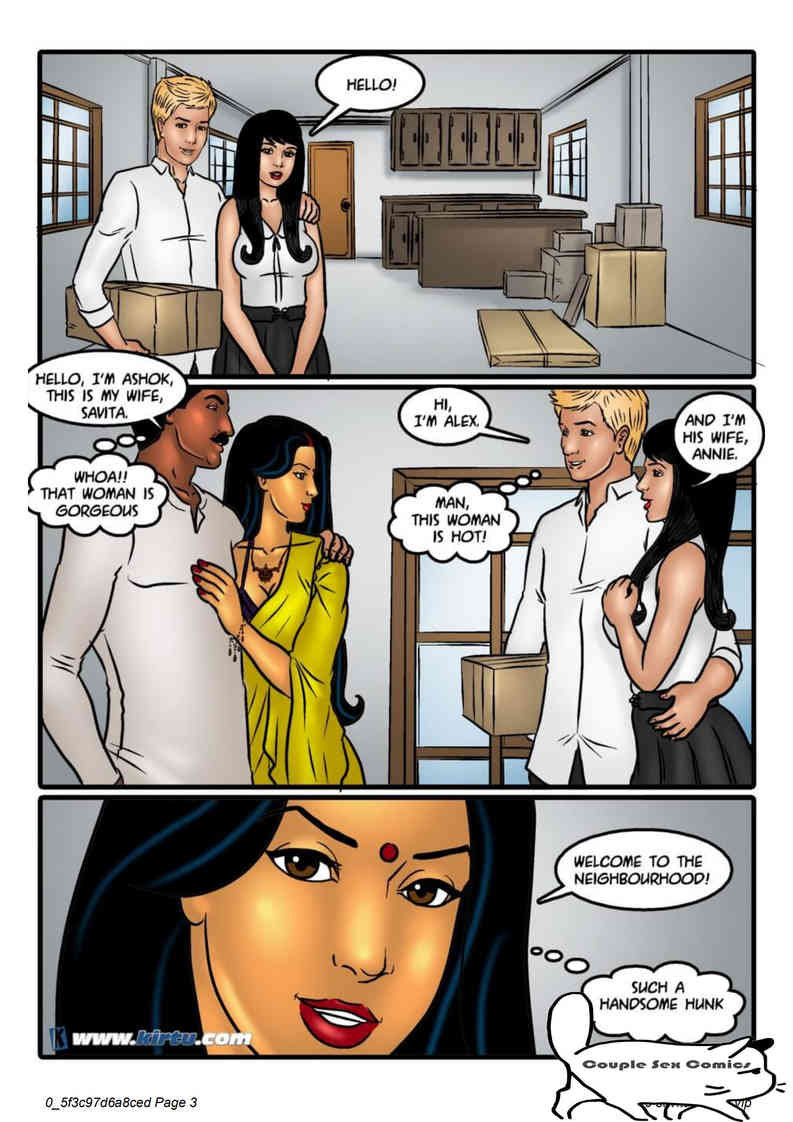 HELLO!
HELLO, I'M ASHOK,
THIS IS MY WIFE,
SAVITA.
WHOA!!
THAT WOMAN IS
GORGEOUS
HI,
I'M ALEX.
AND I'M
HIS WIFE,
ANNIE.
MAN,
THIS WOMAN
IS HOT!
WELCOME TO THE
NEIGHBOURHOOD!
SUCH A
HANDSOME HUNK
K www.kirtu.com
Couple Sex Comics
0_5f3c97d6a8ced Page 3